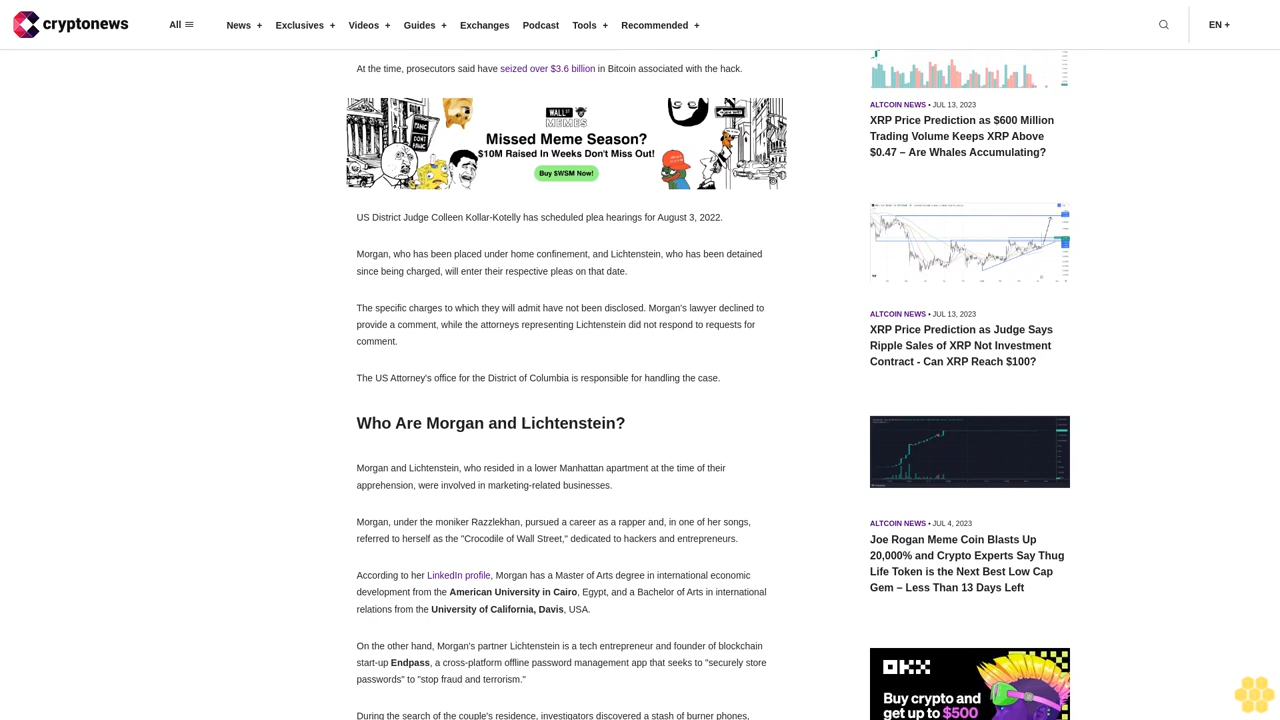 cryptonews
All
News +
Exclusives +
Videos +
Guides +
Exchanges
Podcast
Tools +
Recommended +
EN +
At the time, prosecutors said have seized over $3.6 billion in Bitcoin associated with the hack.
PANIC
DON'T
PANIC
WALL ST
MEMES
Missed Meme Season?
$10M Raised In Weeks Don't Miss Out!
Buy $WSM Now!
US District Judge Colleen Kollar-Kotelly has scheduled plea hearings for August 3, 2022.
Morgan, who has been placed under home confinement, and Lichtenstein, who has been detained
since being charged, will enter their respective pleas on that date.
The specific charges to which they will admit have not been disclosed. Morgan's lawyer declined to
provide a comment, while the attorneys representing Lichtenstein did not respond to requests for
comment.
The US Attorney's office for the District of Columbia is responsible for handling the case.
Who Are Morgan and Lichtenstein?
Morgan and Lichtenstein, who resided in a lower Manhattan apartment at the time of their
apprehension, were involved in marketing-related businesses.
Morgan, under the moniker Razzlekhan, pursued a career as a rapper and, in one of her songs,
referred to herself as the "Crocodile of Wall Street," dedicated to hackers and entrepreneurs.
According to her LinkedIn profile, Morgan has a Master of Arts degree in international economic
development from the American University in Cairo, Egypt, and a Bachelor of Arts in international
relations from the University of California, Davis, USA.
On the other hand, Morgan's partner Lichtenstein is a tech entrepreneur and founder of blockchain
start-up Endpass, a cross-platform offline password management app that seeks to "securely store
passwords" to "stop fraud and terrorism."
During the search of the couple's residence, investigators discovered a stash of burner phones,
ALTCOIN NEWS • JUL 13, 2023
XRP Price Prediction as $600 Million
Trading Volume Keeps XRP Above
$0.47 – Are Whales Accumulating?
ALTCOIN NEWS • JUL 13, 2023
XRP Price Prediction as Judge Says
Ripple Sales of XRP Not Investment
Contract - Can XRP Reach $100?
ALTCOIN NEWS • JUL 4, 2023
Joe Rogan Meme Coin Blasts Up
20,000% and Crypto Experts Say Thug
Life Token is the Next Best Low Cap
Gem – Less Than 13 Days Left
OKX
Buy crypto and
get up to $500